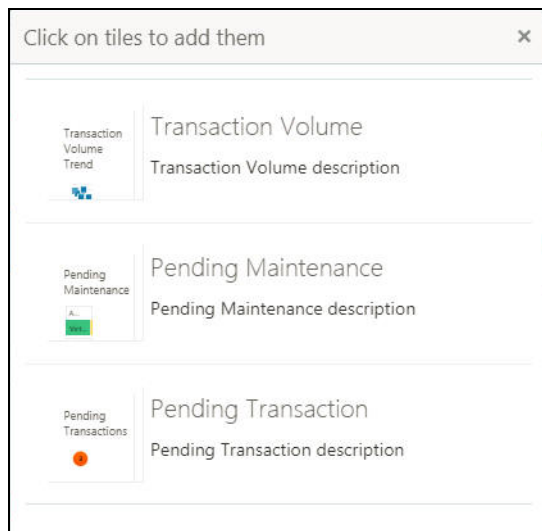 Click on tiles to add them
×
Transaction
Volume
Trend
Transaction Volume
Transaction Volume description
Pending
Maintenance
A...
Pending Maintenance
Pending Maintenance description
Pending
Transactions
Pending Transaction
Pending Transaction description